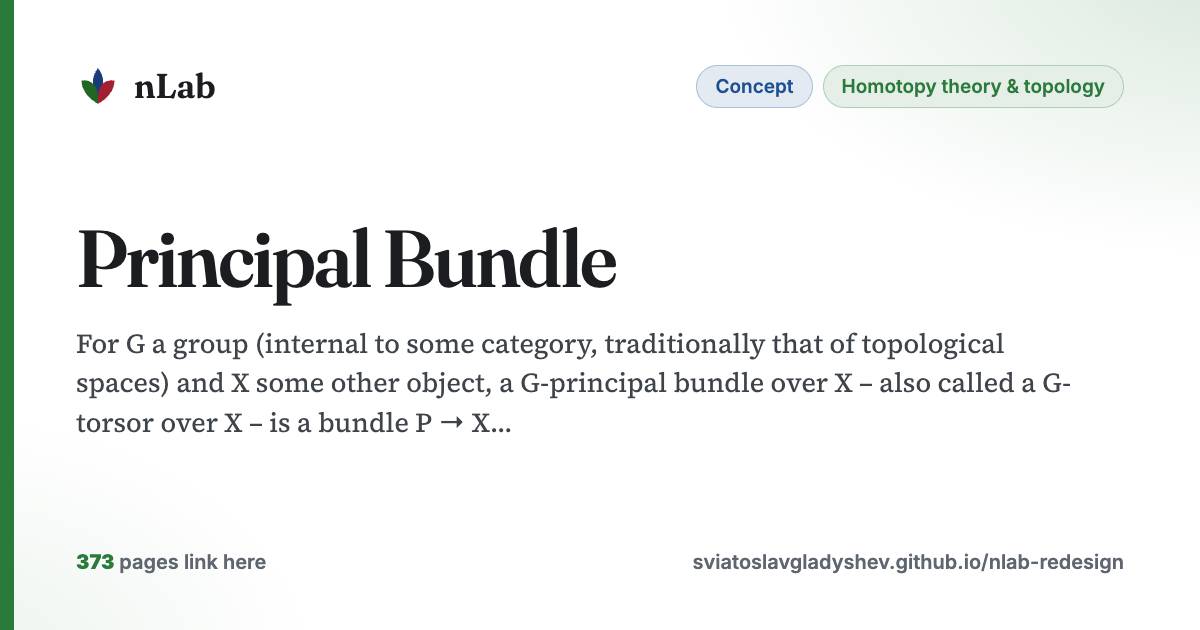 nLab
Concept
Homotopy theory & topology
Principal Bundle
For G a group (internal to some category, traditionally that of topological
spaces) and X some other object, a G-principal bundle over X – also called a G-
torsor over X – is a bundle P → X...
373 pages link here
sviatoslavgladyshev.github.io/nlab-redesign